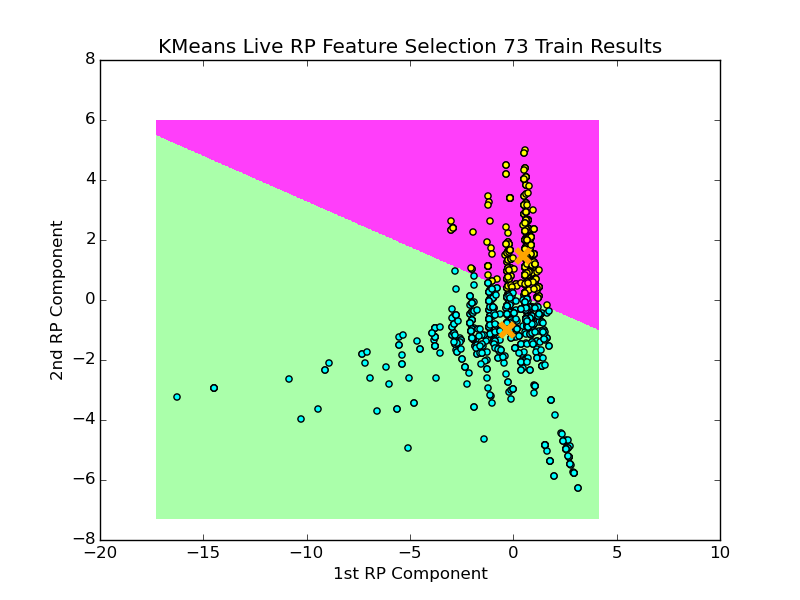 KMeans Live RP Feature Selection 73 Train Results
8
6
4
2
0
−2
−4
−6
−8
2nd RP Component
−20 −15 −10 −5 0 5 10
1st RP Component